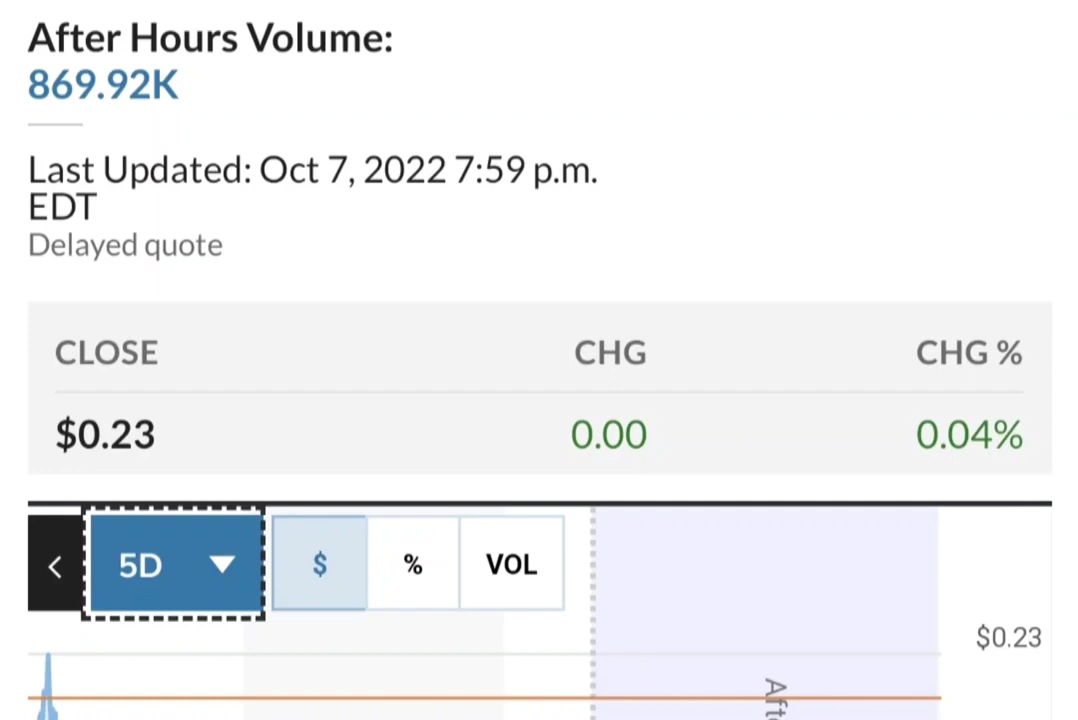 After Hours Volume:
869.92K
Last Updated: Oct 7, 2022 7:59 p.m.
EDT
Delayed quote
CLOSE CHG CHG %
$0.23 0.00 0.04%
5D $ % VOL
$0.23